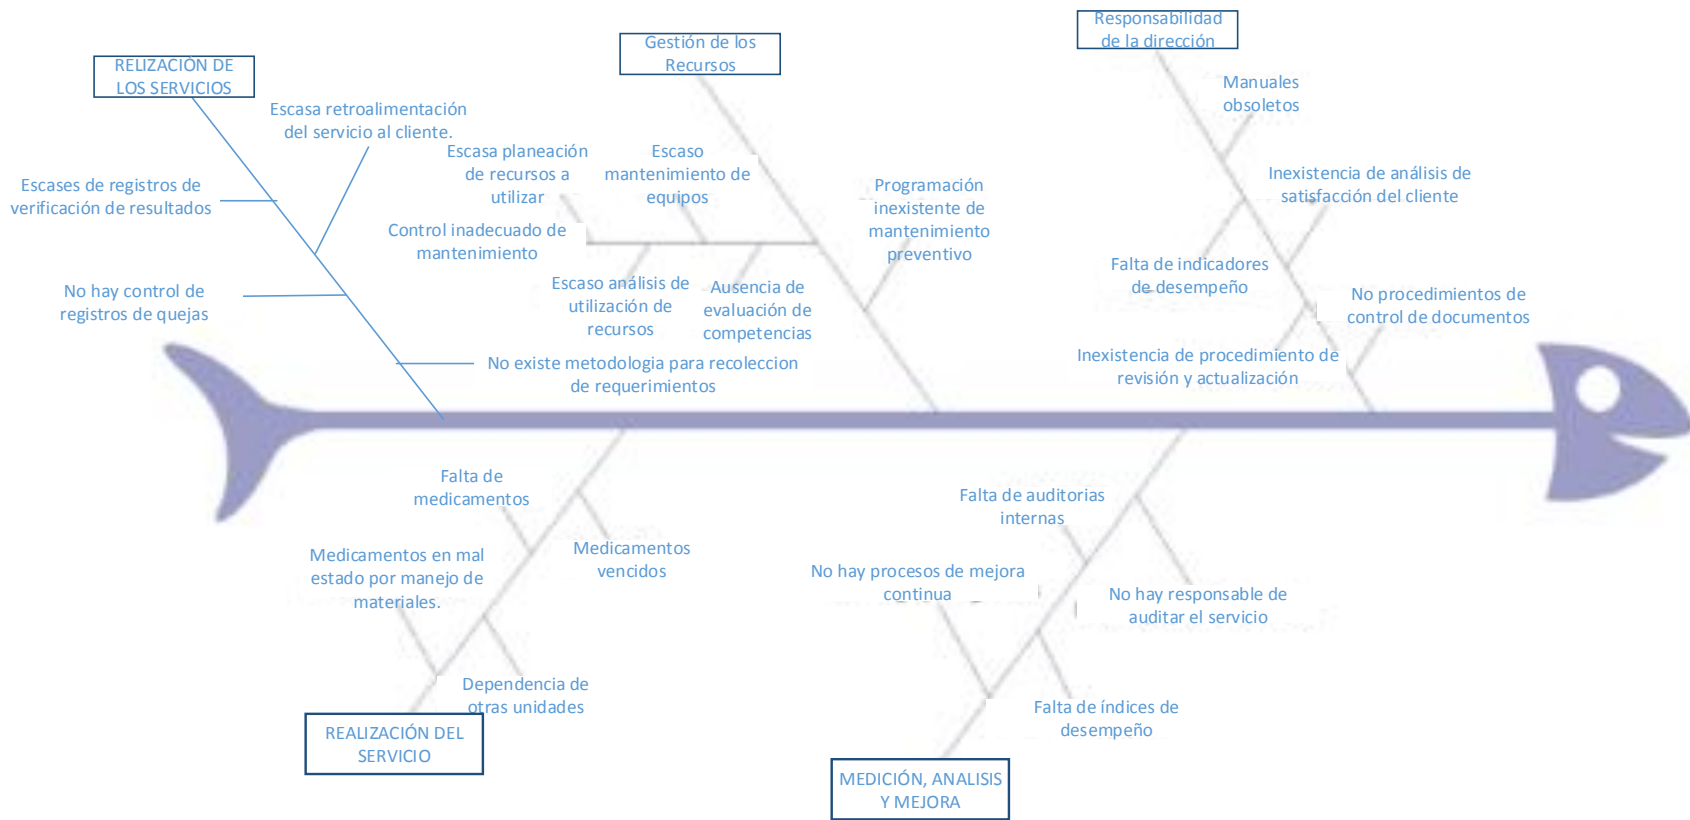 RELIZACIÒN DE
LOS SERVICIOS
Escasa retroalimentación
del servicio al cliente.
Escases de registros de
verificación de resultados
No hay control de
registros de quejas
No existe metodologia para recoleccion
de requerimientos
Gestión de los
Recursos
Escasa planeación
de recursos a
utilizar
Escaso
mantenimiento de
equipos
Control inadecuado de
mantenimiento
Escaso análisis de
utilización de
recursos
Ausencia de
evaluación de
competencias
Programación
inexistente de
mantenimiento
preventivo
Responsabilidad
de la dirección
Manuales
obsoletos
Inexistencia de análisis de
satisfacción del cliente
Falta de indicadores
de desempeño
No procedimientos de
control de documentos
Inexistencia de procedimiento de
revisión y actualización
Falta de
medicamentos
Medicamentos
vencidos
Medicamentos en mal
estado por manejo de
materiales.
Dependencia de
otras unidades
REALIZACIÓN DEL
SERVICIO
Falta de auditorias
internas
No hay procesos de mejora
continua
No hay responsable de
auditar el servicio
Falta de índices de
desempeño
MEDICIÓN, ANALISIS
Y MEJORA